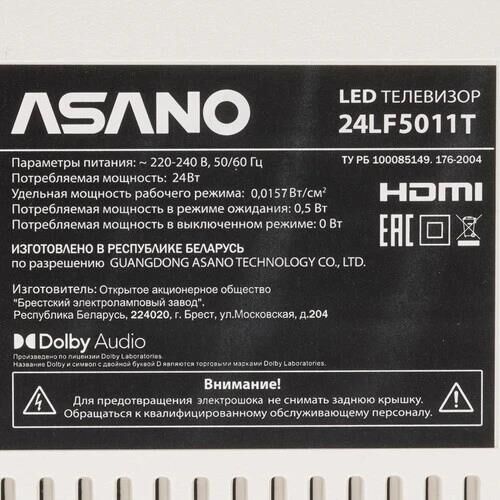 ASANO
LED ТЕЛЕВИЗОР
24LF5011T
Параметры питания: ~ 220-240 В, 50/60 Гц
ТУ РБ 100085149. 176-2004
Потребляемая мощность: 24Вт
Удельная мощность рабочего режима: 0,0157Вт/см²
HDMI
Потребляемая мощность в режиме ожидания: 0,5 Вт
Потребляемая мощность в выключенном режиме: 0 Вт
EAC
ИЗГОТОВЛЕНО В РЕСПУБЛИКЕ БЕЛАРУСЬ
по разрешению GUANGDONG ASANO TECHNOLOGY CO., LTD.
Изготовитель: Открытое акционерное общество
"Брестский электроламповый завод".
Республика Беларусь, 224020, г. Брест, ул.Московская, д.204
Dolby Audio
Произведено по лицензии Dolby Laboratories.
Название Dolby и символ с двойной буквой D являются торговыми марками Dolby Laboratories.
Внимание!
Для предотвращения электрошока не снимать заднюю крышку.
Обращаться к квалифицированному обслуживающему персоналу.